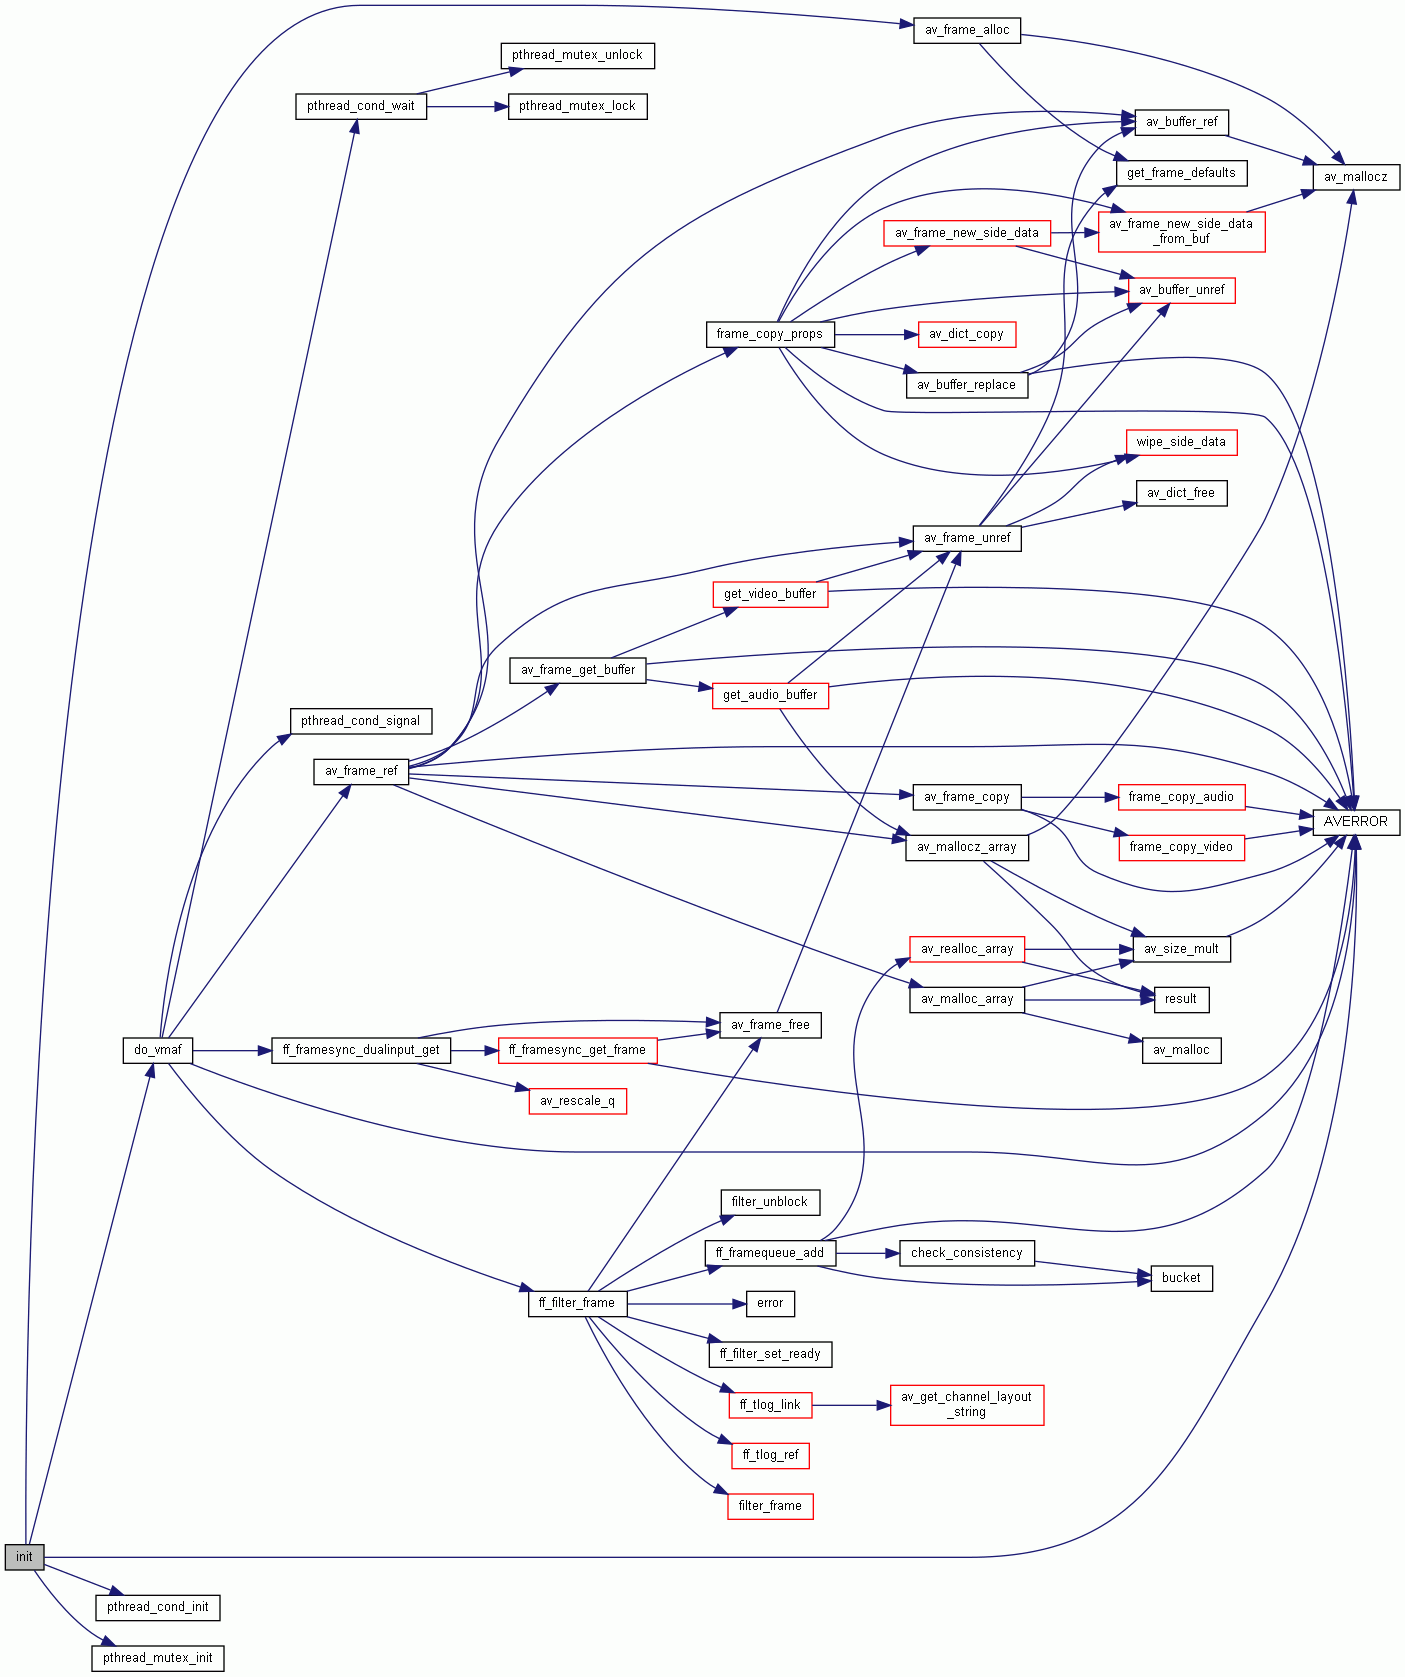 av_frame_alloc
pthread_mutex_unlock
pthread_cond_wait
pthread_mutex_lock
av_buffer_ref
get_frame_defaults
av_mallocz
av_frame_new_side_data
_from_buf
av_frame_new_side_data
av_buffer_unref
frame_copy_props
av_dict_copy
av_buffer_replace
wipe_side_data
av_dict_free
av_frame_unref
get_video_buffer
av_frame_get_buffer
get_audio_buffer
pthread_cond_signal
av_frame_ref
av_frame_copy
frame_copy_audio
AVERROR
av_mallocz_array
frame_copy_video
av_realloc_array
av_size_mult
av_malloc_array
result
av_frame_free
do_vmaf
ff_framesync_dualinput_get
ff_framesync_get_frame
av_malloc
av_rescale_q
filter_unblock
ff_framequeue_add
check_consistency
bucket
ff_filter_frame
error
ff_filter_set_ready
ff_tlog_link
av_get_channel_layout
_string
ff_tlog_ref
filter_frame
init
pthread_cond_init
pthread_mutex_init